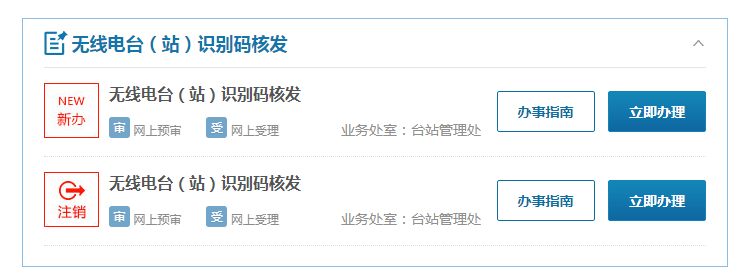 无线电台（站）识别码核发
NEW
新办
无线电台（站）识别码核发
审 网上预审 受 网上受理 业务处室：台站管理处
办事指南 立即办理
注销
无线电台（站）识别码核发
审 网上预审 受 网上受理 业务处室：台站管理处
办事指南 立即办理